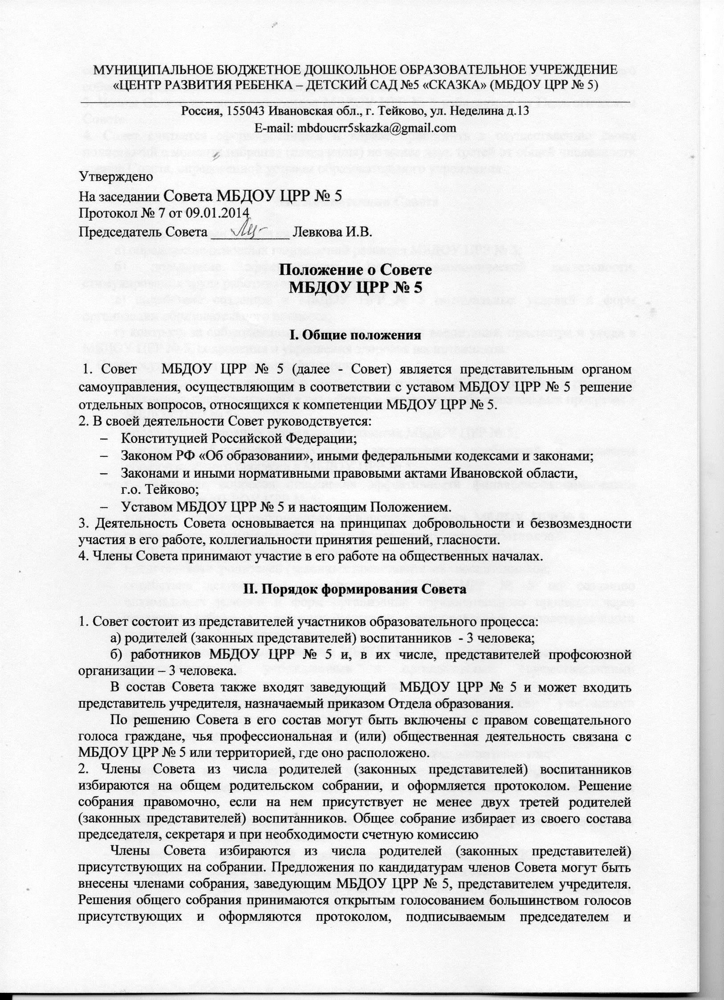 МУНИЦИПАЛЬНОЕ БЮДЖЕТНОЕ ДОШКОЛЬНОЕ ОБРАЗОВАТЕЛЬНОЕ УЧРЕЖДЕНИЕ
«ЦЕНТР РАЗВИТИЯ РЕБЕНКА – ДЕТСКИЙ САД №5 «СКАЗКА» (МБДОУ ЦРР № 5)
Россия, 155043 Ивановская обл., г. Тейково, ул. Неделина д.13
E-mail: mbdoucrr5skazka@gmail.com
Утверждено
На заседании Совета МБДОУ ЦРР № 5
Протокол № 7 от 09.01.2014
Председатель Совета ____________ Левкова И.В.
Положение о Совете
МБДОУ ЦРР № 5
I. Общие положения
1. Совет МБДОУ ЦРР № 5 (далее - Совет) является представительным органом
самоуправления, осуществляющим в соответствии с уставом МБДОУ ЦРР № 5 решение
отдельных вопросов, относящихся к компетенции МБДОУ ЦРР № 5.
2. В своей деятельности Совет руководствуется:
– Конституцией Российской Федерации;
– Законом РФ «Об образовании», иными федеральными кодексами и законами;
– Законами и иными нормативными правовыми актами Ивановской области,
г.о. Тейково;
– Уставом МБДОУ ЦРР № 5 и настоящим Положением.
3. Деятельность Совета основывается на принципах добровольности и безвозмездности
участия в его работе, коллегиальности принятия решений, гласности.
4. Члены Совета принимают участие в его работе на общественных началах.
II. Порядок формирования Совета
1. Совет состоит из представителей участников образовательного процесса:
а) родителей (законных представителей) воспитанников - 3 человека;
б) работников МБДОУ ЦРР № 5 и, в их числе, представителей профсоюзной
организации – 3 человека.
В состав Совета также входят заведующий МБДОУ ЦРР № 5 и может входить
представитель учредителя, назначаемый приказом Отдела образования.
По решению Совета в его состав могут быть включены с правом совещательного
голоса граждане, чья профессиональная и (или) общественная деятельность связана с
МБДОУ ЦРР № 5 или территорией, где оно расположено.
2. Члены Совета из числа родителей (законных представителей) воспитанников
избираются на общем родительском собрании, и оформляется протоколом. Решение
собрания правомочно, если на нем присутствует не менее двух третей родителей
(законных представителей) воспитанников. Общее собрание избирает из своего состава
председателя, секретаря и при необходимости счетную комиссию
Члены Совета избираются из числа родителей (законных представителей)
присутствующих на собрании. Предложения по кандидатурам членов Совета могут быть
внесены членами собрания, заведующим МБДОУ ЦРР № 5, представителем учредителя.
Решения общего собрания принимаются открытым голосованием большинством голосов
присутствующих и оформляются протоколом, подписываемым председателем и